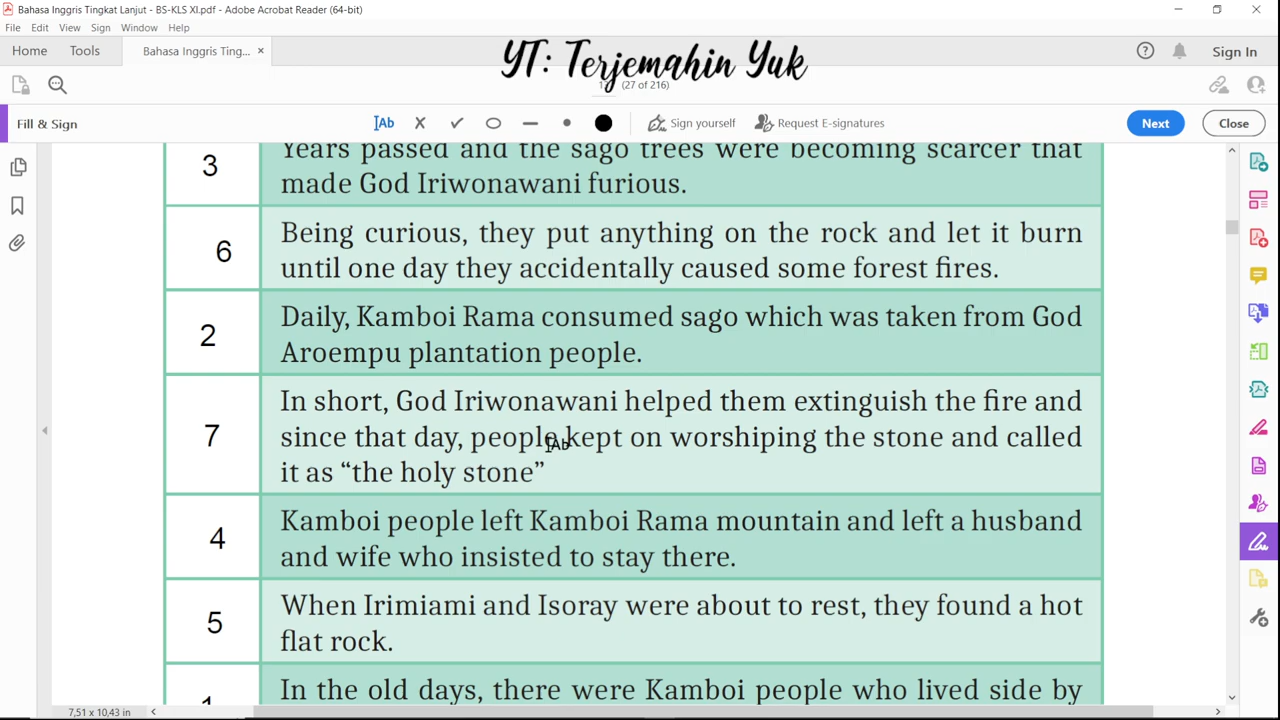 Bahasa Inggris Tingkat Lanjut - BS-KLS XI.pdf - Adobe Acrobat Reader (64-bit)
File Edit View Sign Window Help
Home Tools Bahasa Inggris Ting... × Sign In
YT: Terjemahin Yuk
(27 of 216)
Fill & Sign Ab Sign yourself Request E-signatures Next Close
3 Years passed and the sago trees were becoming scarcer that
made God Iriwonawani furious.
6 Being curious, they put anything on the rock and let it burn
until one day they accidentally caused some forest fires.
2 Daily, Kamboi Rama consumed sago which was taken from God
Aroempu plantation people.
7 In short, God Iriwonawani helped them extinguish the fire and
since that day, people kept on worshiping the stone and called
it as “the holy stone”
4 Kamboi people left Kamboi Rama mountain and left a husband
and wife who insisted to stay there.
5 When Irimiami and Isoray were about to rest, they found a hot
flat rock.
1 In the old days, there were Kamboi people who lived side by
7,51 x 10,43 in